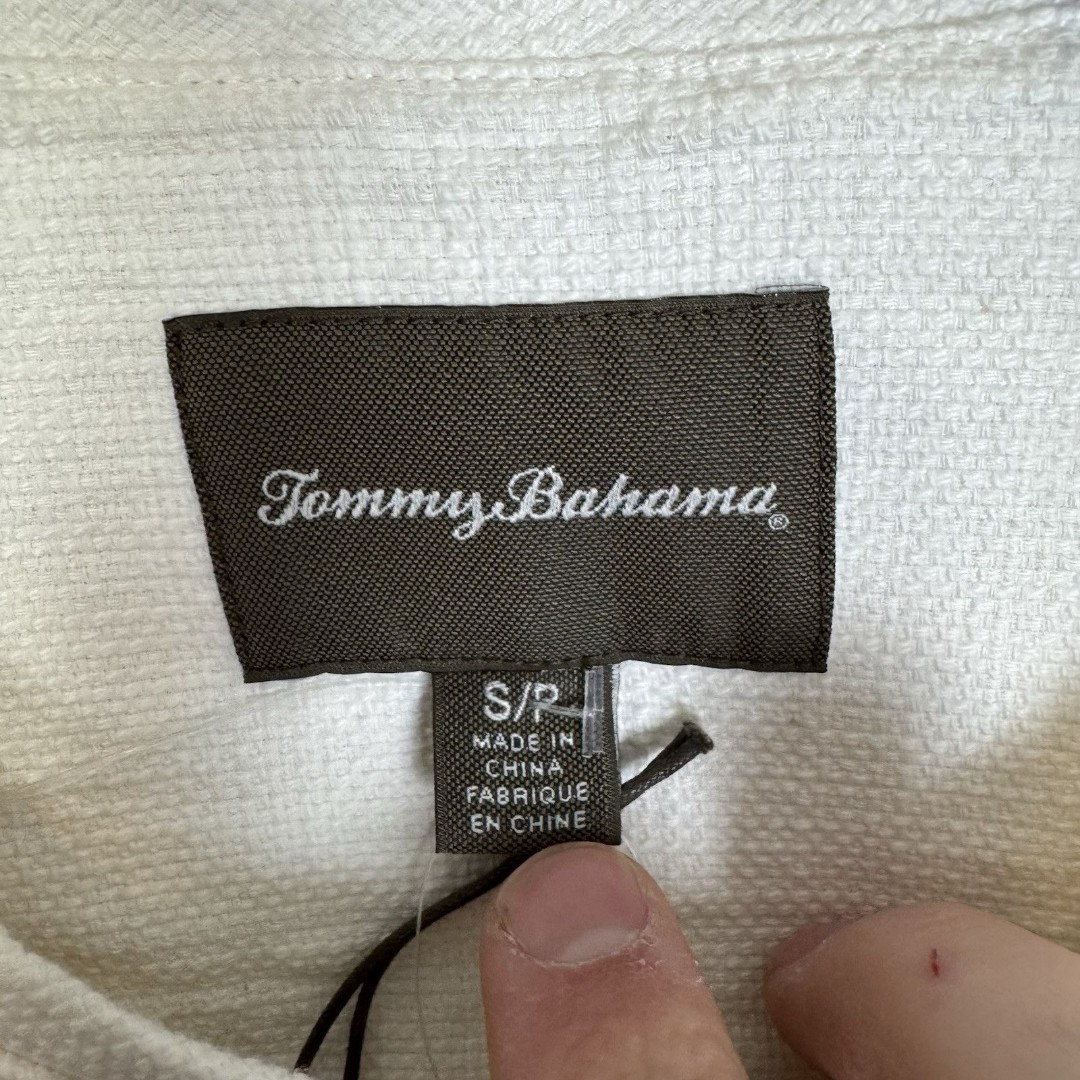 Tommy Bahama®
S/P
MADE IN
CHINA
FABRIQUE
EN CHINE